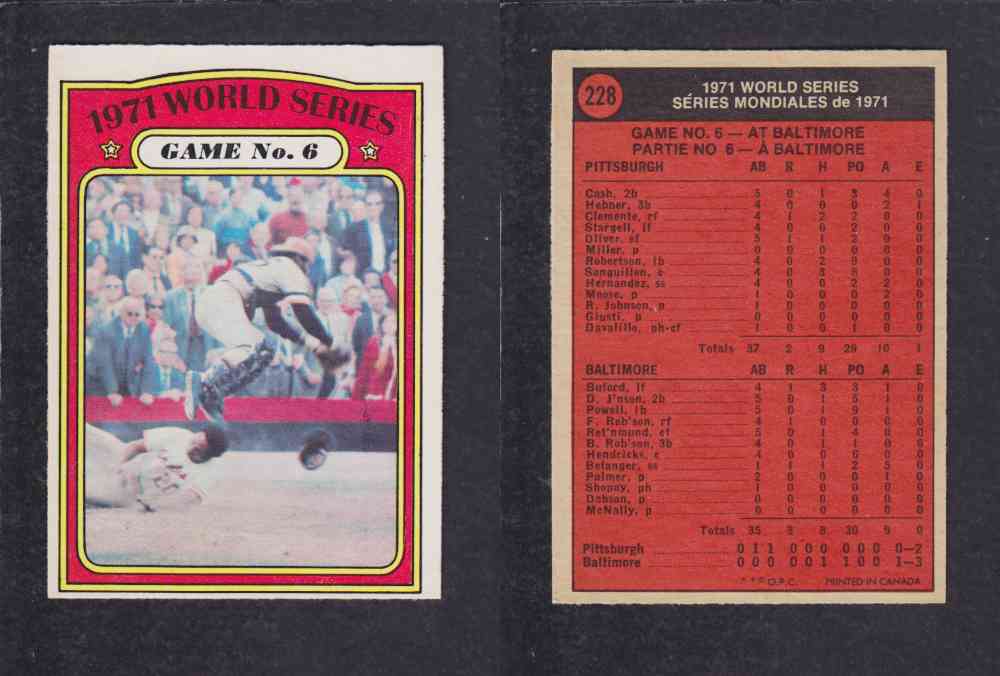 1971 WORLD SERIES
GAME No. 6
228
1971 WORLD SERIES
SÉRIES MONDIALES de 1971
GAME NO. 6 — AT BALTIMORE
PARTIE NO 6 — À BALTIMORE
PITTSBURGH AB R H PO A E
Cash, 2b 5 0 1 3 4 0
Hebner, 3b 4 0 0 0 2 1
Clemente, rf 4 1 2 2 0 0
Stargell, lf 4 0 0 2 0 0
Oliver, cf 5 1 1 2 0 0
Miller, p 0 0 0 0 0 0
Robertson, 1b 4 0 2 9 0 0
Sanguillen, c 4 0 3 8 0 0
Hernandez, ss 4 0 0 2 2 0
Moose, p 1 0 0 0 2 0
R. Johnson, p 1 0 0 0 0 0
Giusti, p 0 0 0 0 0 0
Davalillo, ph-cf 1 0 0 1 0 0
Totals 37 2 9 29 10 1
BALTIMORE AB R H PO A E
Buford, lf 4 1 3 3 1 0
D. J'nson, 2b 5 0 1 5 1 0
Powell, 1b 5 0 1 9 1 0
F. Rob'son, rf 4 1 0 0 0 0
Ret'nmund, cf 5 0 1 4 0 0
B. Rob'son, 3b 4 0 1 1 0 0
Hendricks, c 4 0 0 6 0 0
Belanger, ss 1 1 1 2 5 0
Palmer, p 2 0 0 0 1 0
Shopay, ph 1 0 0 0 0 0
Dobson, p 0 0 0 0 0 0
McNally, p 0 0 0 0 0 0
Totals 35 3 8 30 9 0
Pittsburgh 0 1 1 0 0 0 0 0 0 0—2
Baltimore 0 0 0 0 0 1 1 0 0 1—3
O.P.C. PRINTED IN CANADA